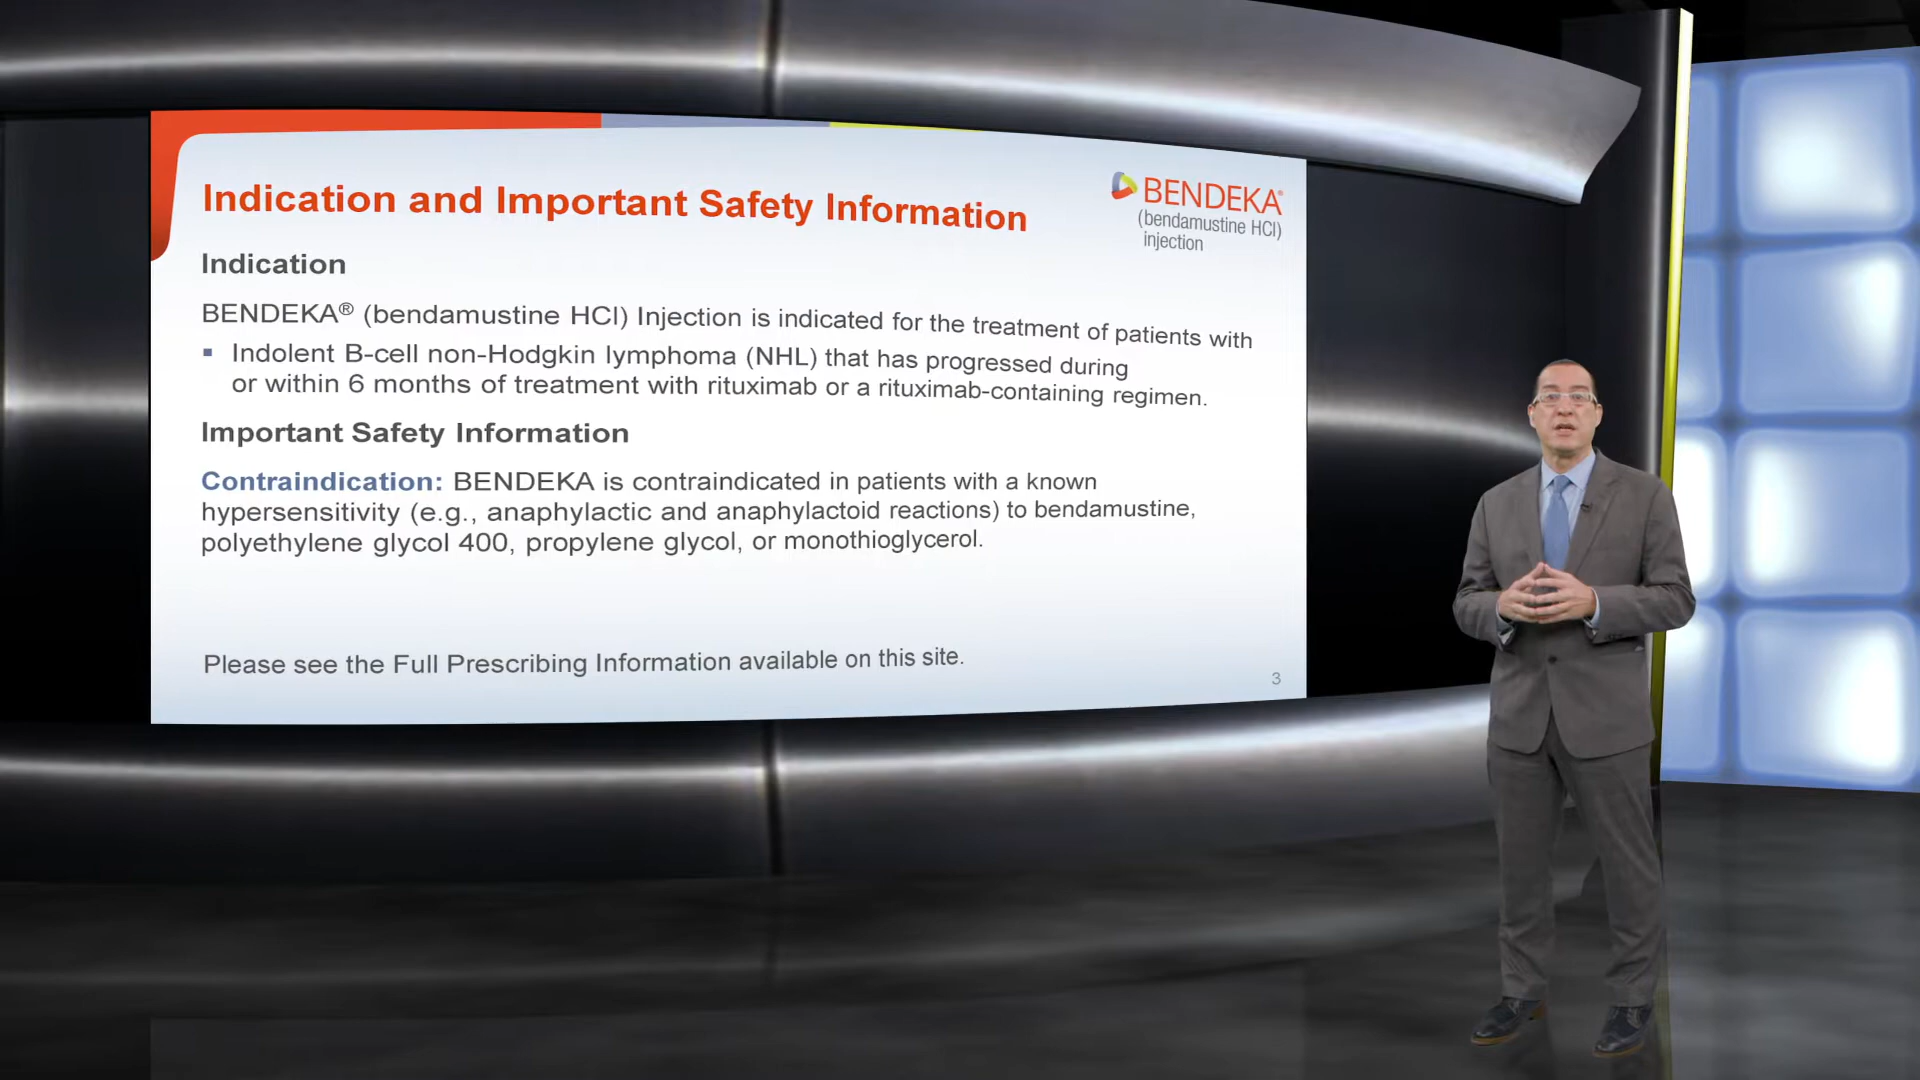 Indication and Important Safety Information
BENDEKA®
(bendamustine HCl)
injection
Indication
BENDEKA® (bendamustine HCl) Injection is indicated for the treatment of patients with
▪ Indolent B-cell non-Hodgkin lymphoma (NHL) that has progressed during
or within 6 months of treatment with rituximab or a rituximab-containing regimen.
Important Safety Information
Contraindication: BENDEKA is contraindicated in patients with a known
hypersensitivity (e.g., anaphylactic and anaphylactoid reactions) to bendamustine,
polyethylene glycol 400, propylene glycol, or monothioglycerol.
Please see the Full Prescribing Information available on this site.
3